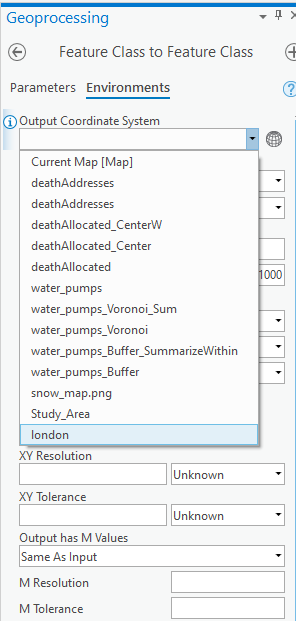 Geoprocessing
Feature Class to Feature Class
Parameters Environments
Output Coordinate System
Current Map [Map]
deathAddresses
deathAddresses
deathAllocated_CenterW
deathAllocated_Center
deathAllocated
water_pumps
water_pumps_Voronoi_Sum
water_pumps_Voronoi
water_pumps_Buffer_SummarizeWithin
water_pumps_Buffer
snow_map.png
Study_Area
london
1000
XY Resolution
Unknown
XY Tolerance
Unknown
Output has M Values
Same As Input
M Resolution
M Tolerance